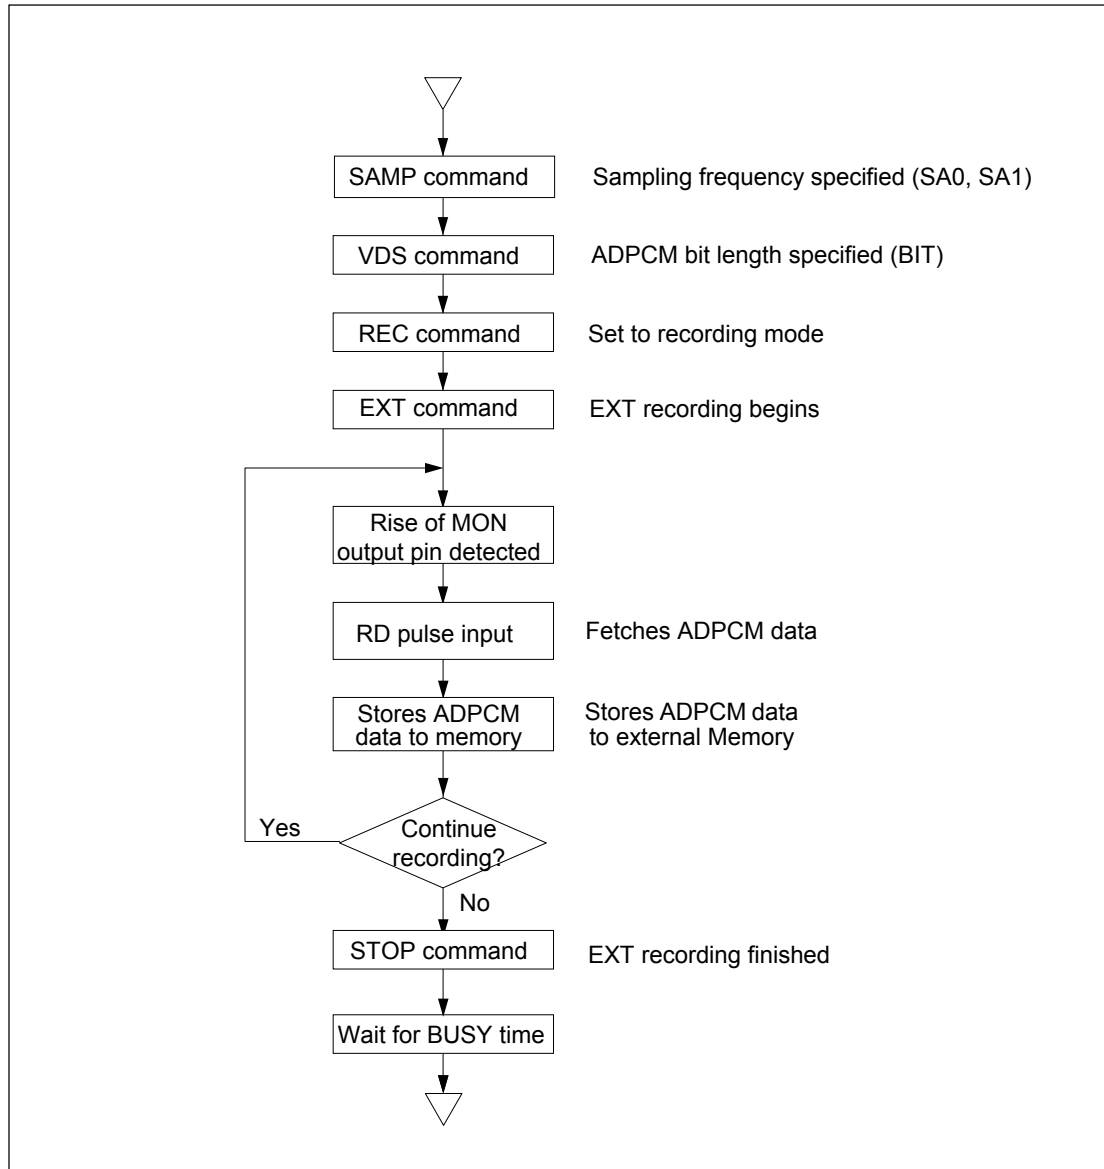 SAMP command
Sampling frequency specified (SA0, SA1)
VDS command
ADPCM bit length specified (BIT)
REC command
Set to recording mode
EXT command
EXT recording begins
Rise of MON
output pin detected
RD pulse input
Fetches ADPCM data
Stores ADPCM
data to memory
Stores ADPCM data
to external Memory
Yes
Continue
recording?
No
STOP command
EXT recording finished
Wait for BUSY time